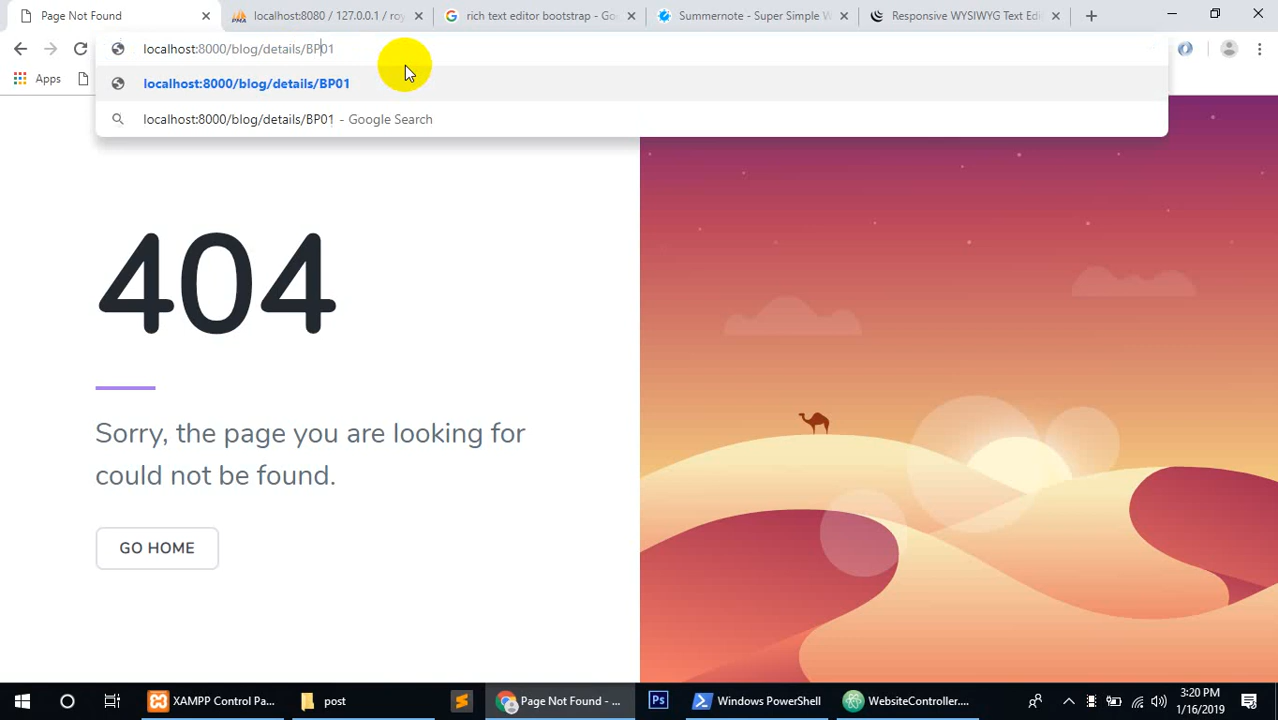 Page Not Found
localhost:8080 / 127.0.0.1 / ro
rich text editor bootstrap - Go
Summernote - Super Simple W
Responsive WYSIWYG Text Edi
localhost:8000/blog/details/BP01
Apps
localhost:8000/blog/details/BP01
localhost:8000/blog/details/BP01 - Google Search
404
Sorry, the page you are looking for
could not be found.
GO HOME
XAMPP Control Pa...
post
Page Not Found - ...
Ps
Windows PowerShell
WebsiteController....
3:20 PM
1/16/2019